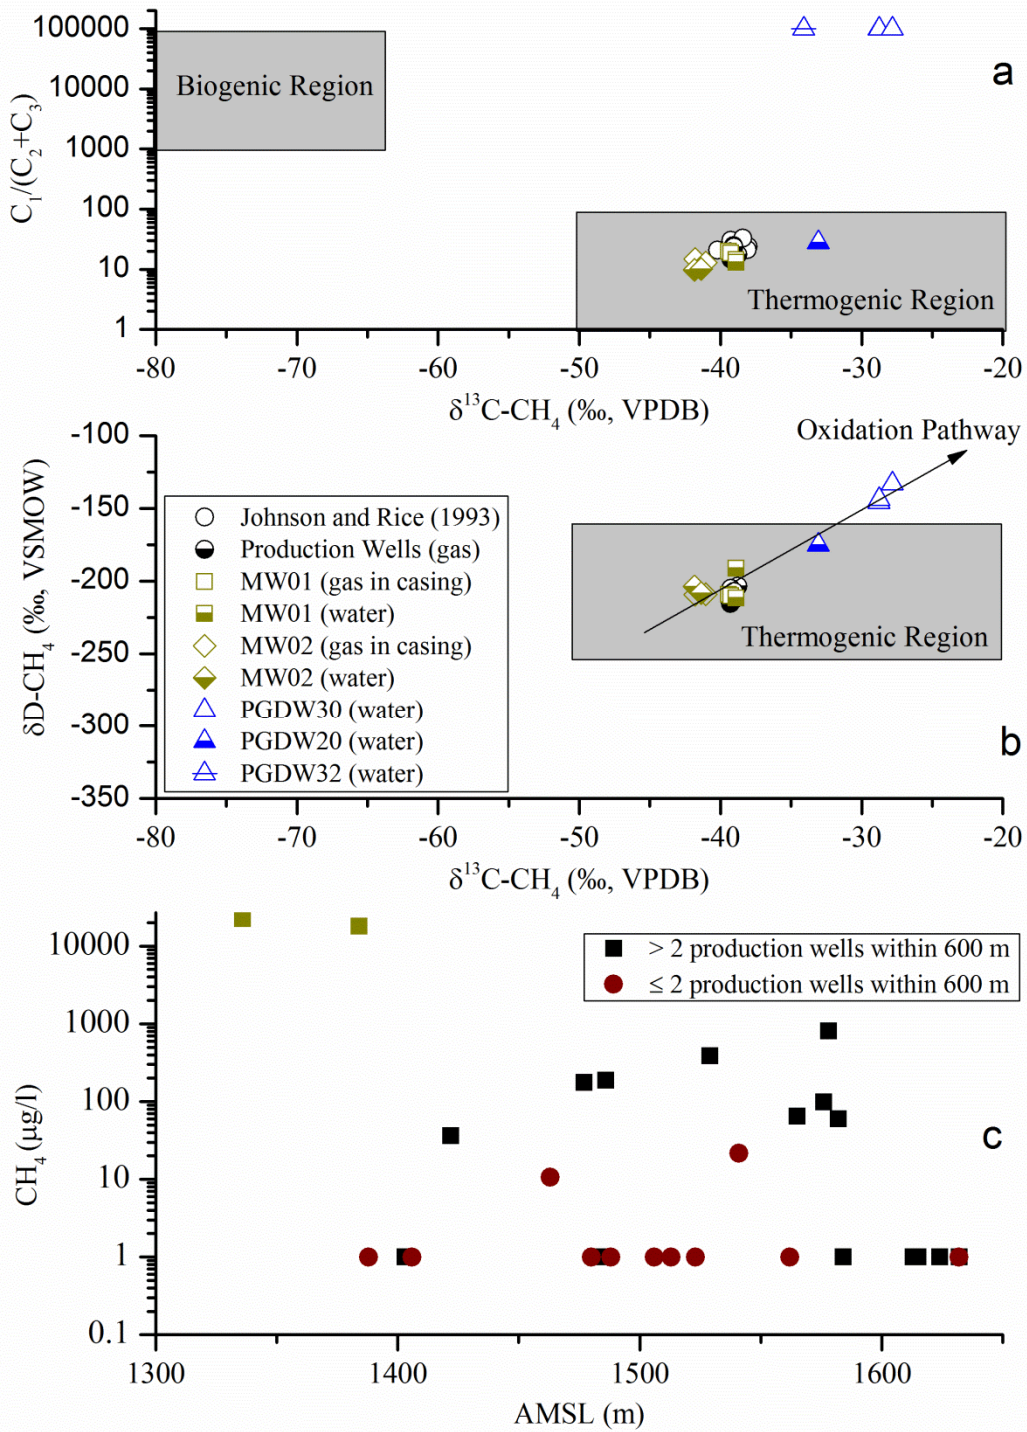 100000
10000
1000
100
10
1
C₁/(C₂+C₃)
Biogenic Region
a
Thermogenic Region
-80 -70 -60 -50 -40 -30 -20
δ¹³C-CH₄ (‰, VPDB)
-100
-150
-200
-250
-300
-350
δD-CH₄ (‰, VSMOW)
Oxidation Pathway
Johnson and Rice (1993)
Production Wells (gas)
MW01 (gas in casing)
MW01 (water)
MW02 (gas in casing)
MW02 (water)
PGDW30 (water)
PGDW20 (water)
PGDW32 (water)
Thermogenic Region
b
-80 -70 -60 -50 -40 -30 -20
δ¹³C-CH₄ (‰, VPDB)
10000
1000
100
10
1
0.1
CH₄ (μg/l)
> 2 production wells within 600 m
≤ 2 production wells within 600 m
c
1300 1400 1500 1600
AMSL (m)